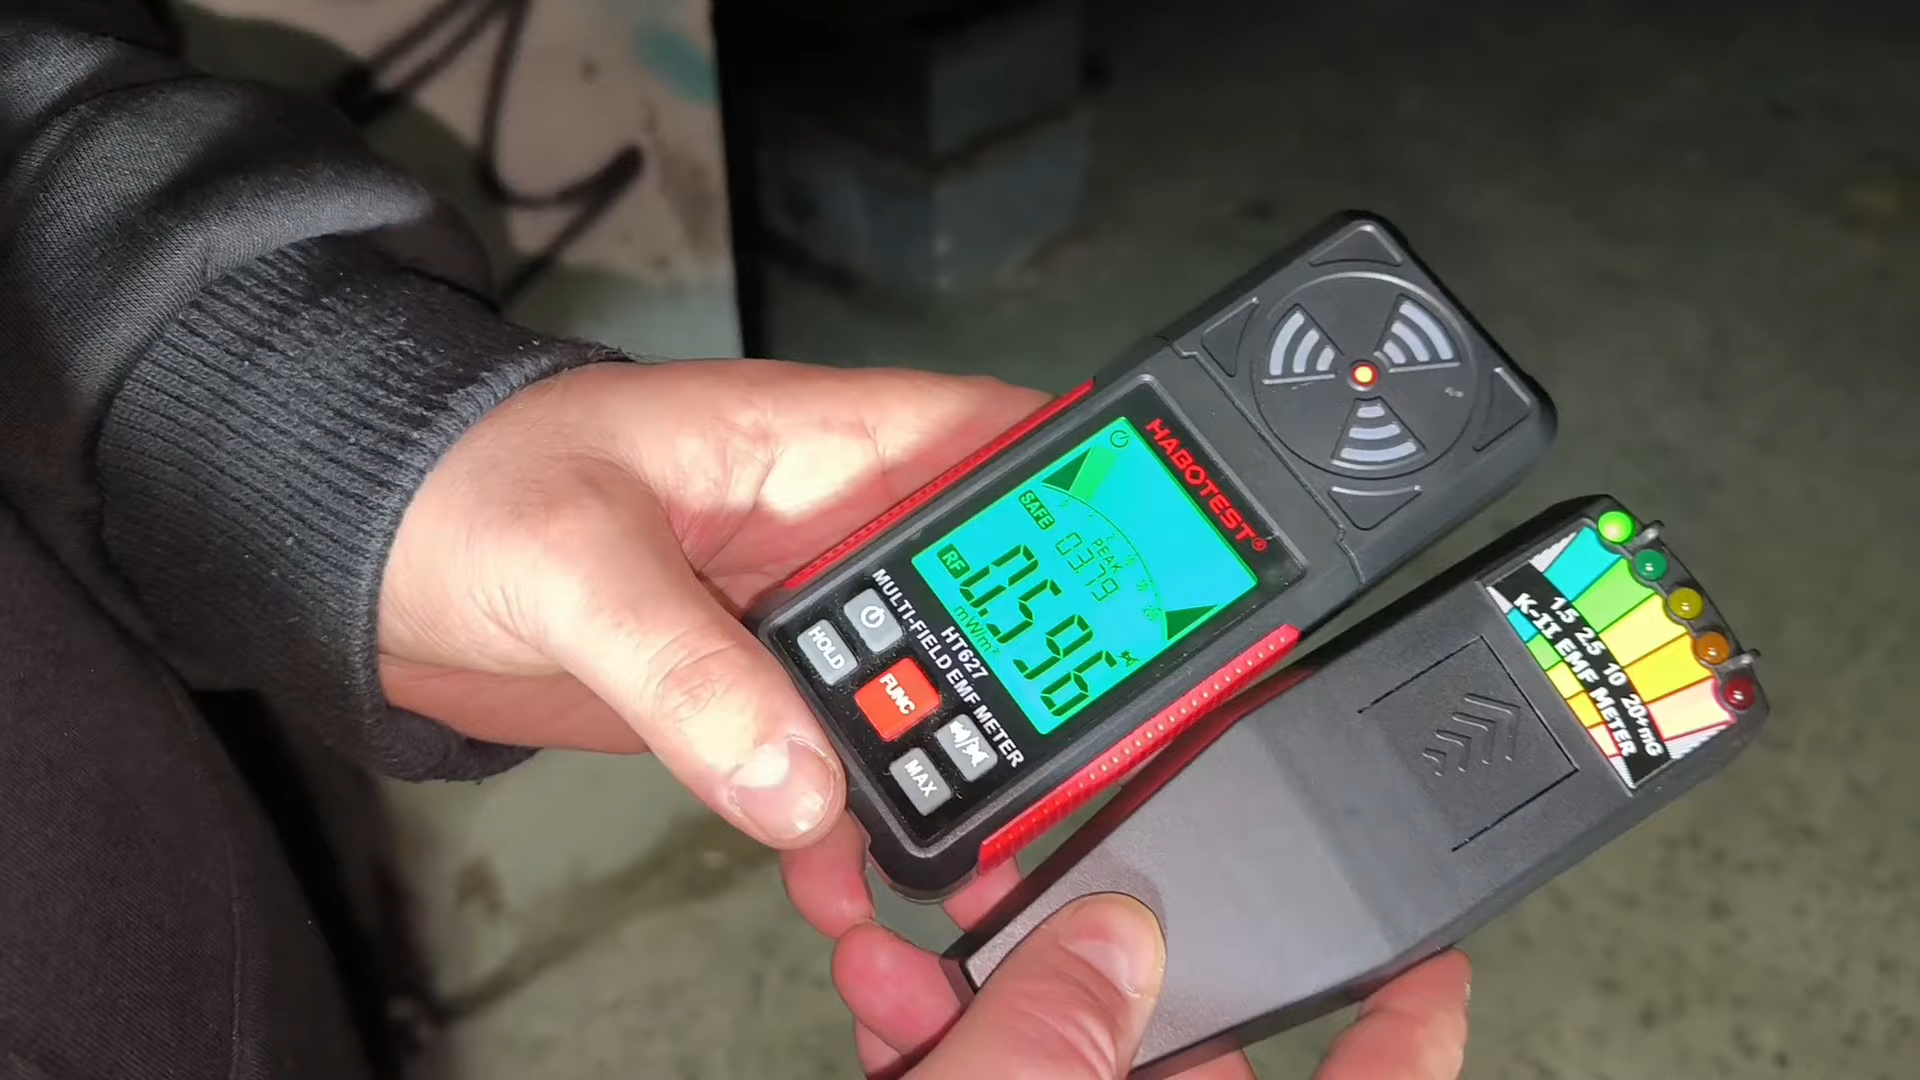 HABOTEST®
SAFE
PEAK
0379
RF
0.596
mW/m²
HT627
MULTI-FIELD EMF METER
HOLD
FUNC
MAX
1.5 2.5 10 20+mG
K-II EMF METER